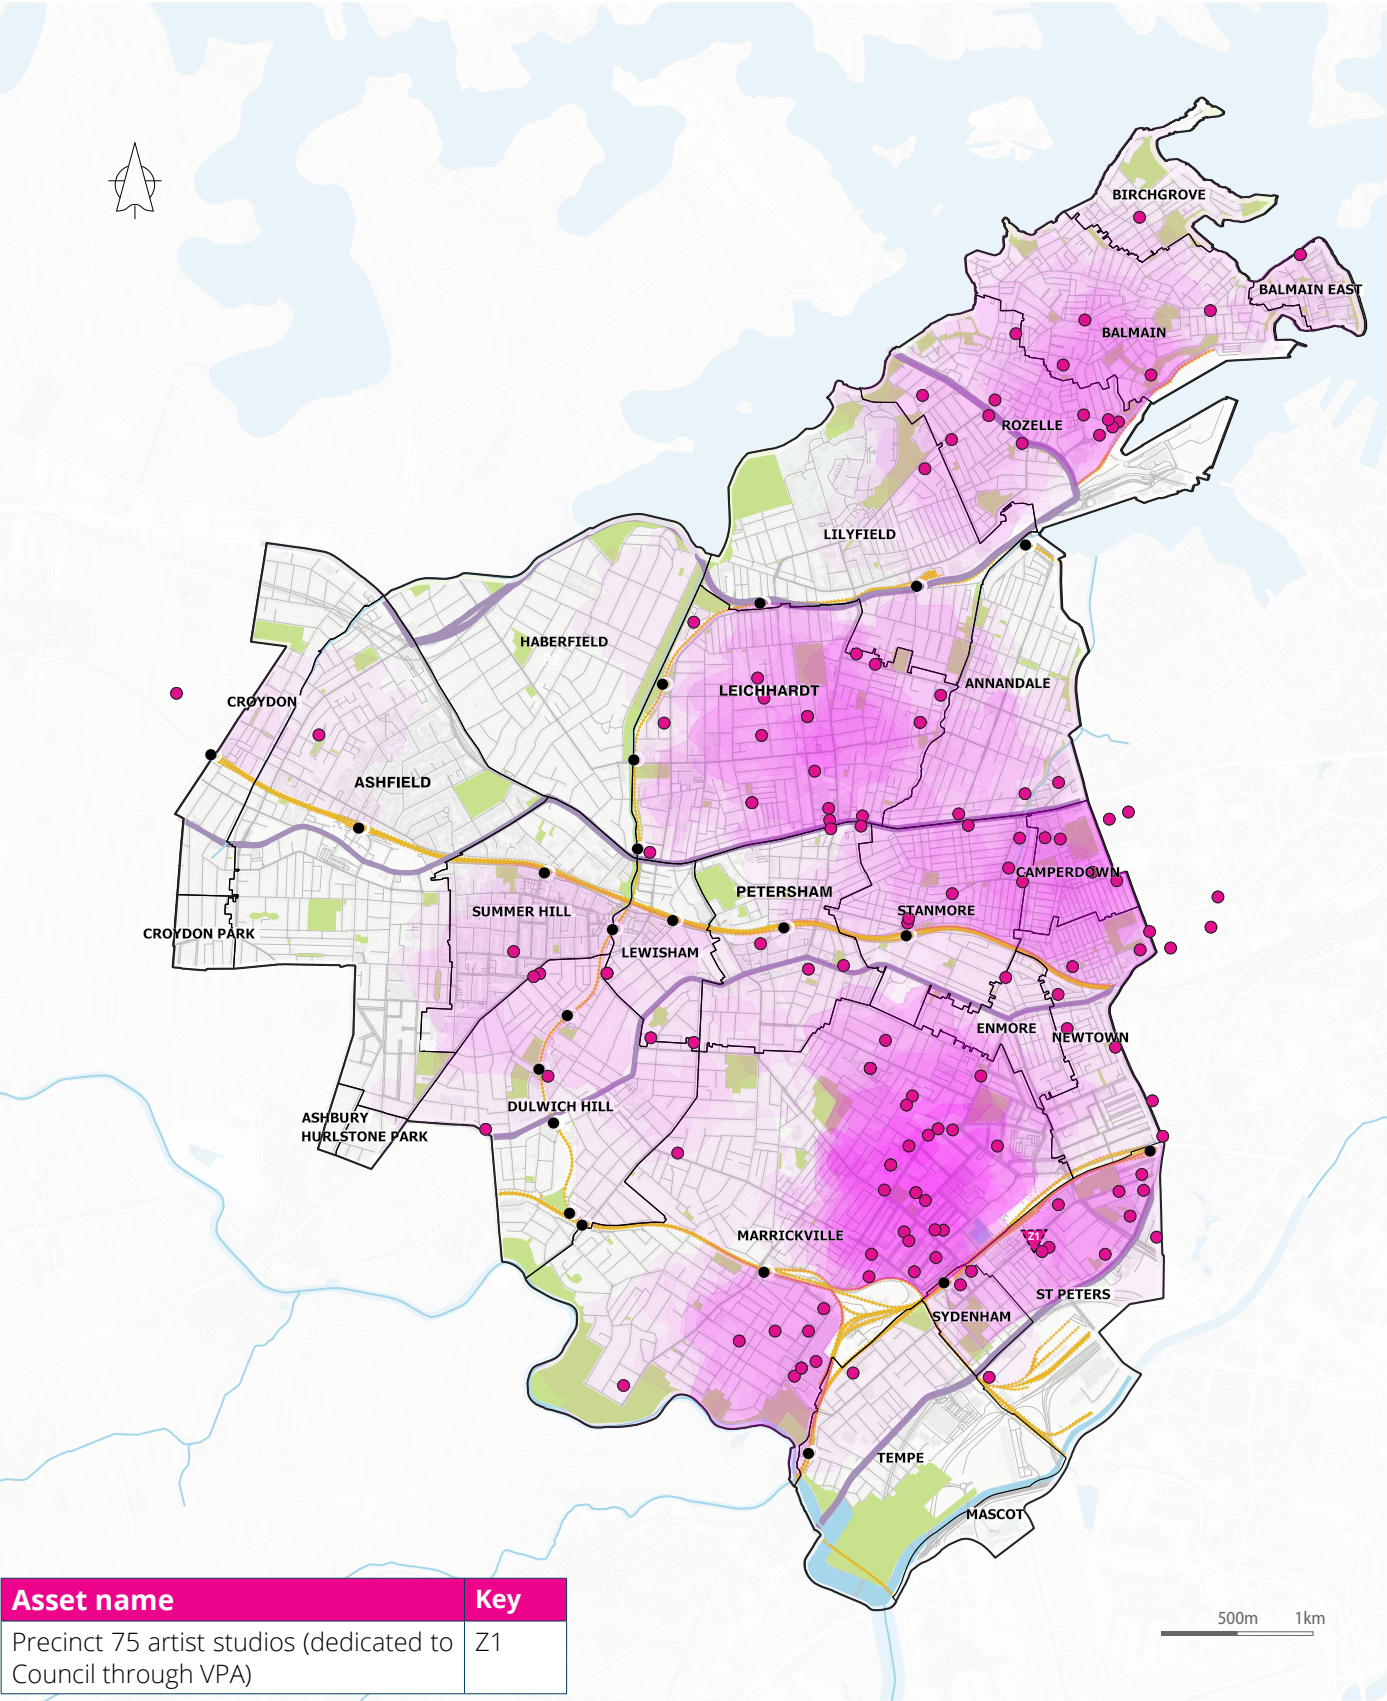 BIRCHGROVE
BALMAIN EAST
BALMAIN
ROZELLE
LILYFIELD
HABERFIELD
LEICHHARDT
ANNANDALE
CROYDON
ASHFIELD
CAMPERDOWN
PETERSHAM
SUMMER HILL
STANMORE
CROYDON PARK
LEWISHAM
ENMORE
NEWTOWN
DULWICH HILL
ASHBURY
HURLSTONE PARK
MARRICKVILLE
Z1
ST PETERS
SYDENHAM
TEMPE
MASCOT
500m 1km
Asset name Key
Precinct 75 artist studios (dedicated to Z1
Council through VPA)